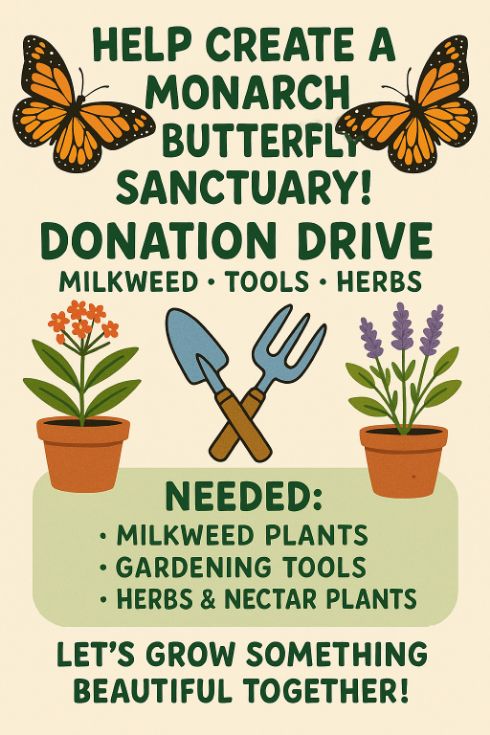 HELP CREATE A
MONARCH
BUTTERFLY
SANCTUARY!
DONATION DRIVE
MILKWEED • TOOLS • HERBS
NEEDED:
• MILKWEED PLANTS
• GARDENING TOOLS
• HERBS & NECTAR PLANTS
LET'S GROW SOMETHING
BEAUTIFUL TOGETHER!